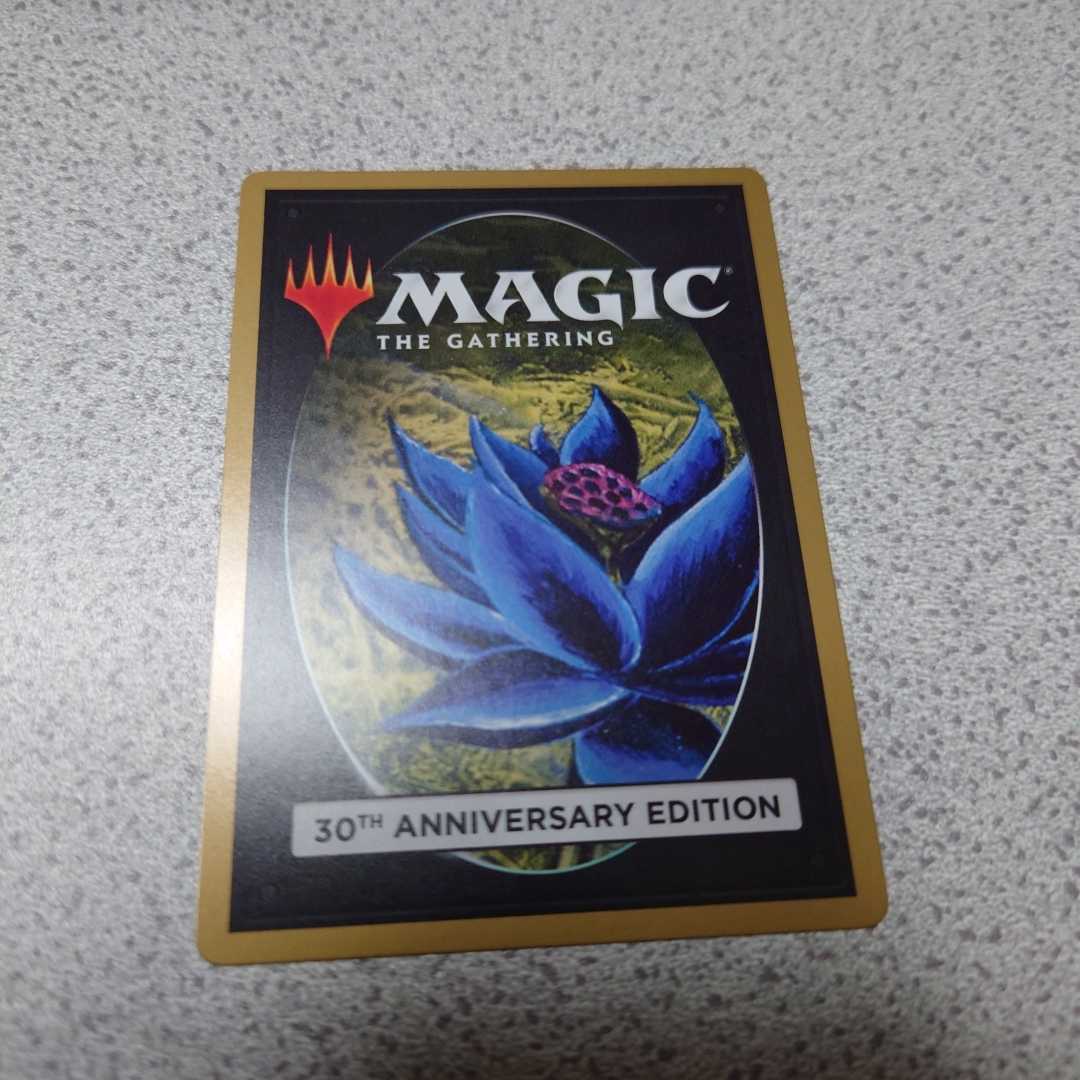 MAGIC®
THE GATHERING
30TH ANNIVERSARY EDITION